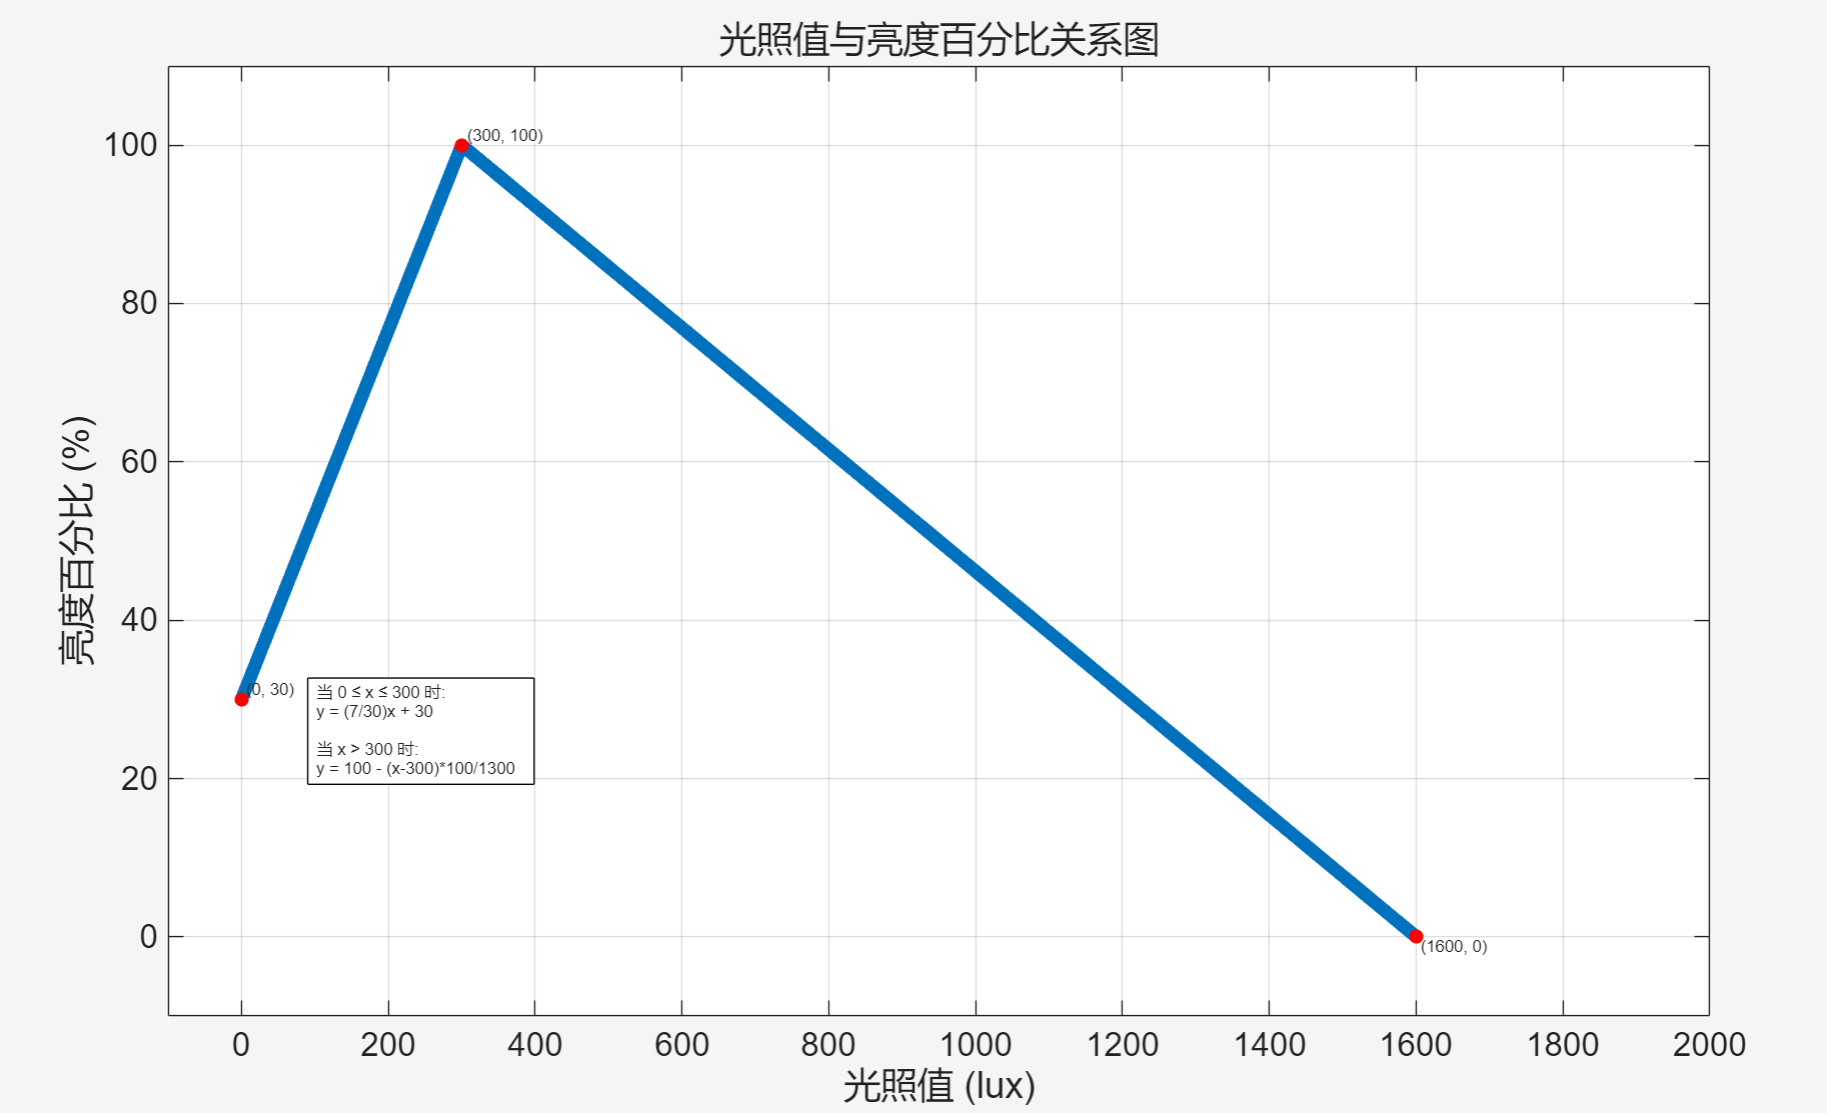 光照值与亮度百分比关系图
100
80
60
40
20
0
亮度百分比 (%)
(300, 100)
(0, 30)
当 0 ≤ x ≤ 300 时:
y = (7/30)x + 30
当 x > 300 时:
y = 100 - (x-300)*100/1300
(1600, 0)
0 200 400 600 800 1000 1200 1400 1600 1800 2000
光照值 (lux)